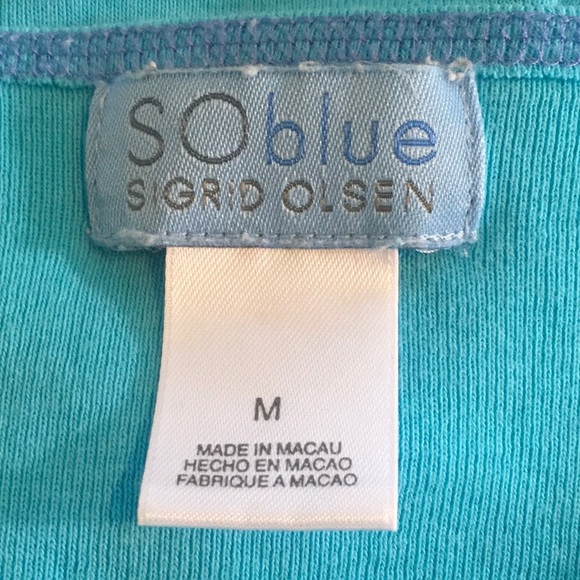 SOblue
SIGRID OLSEN
M
MADE IN MACAU
HECHO EN MACAO
FABRIQUE A MACAO